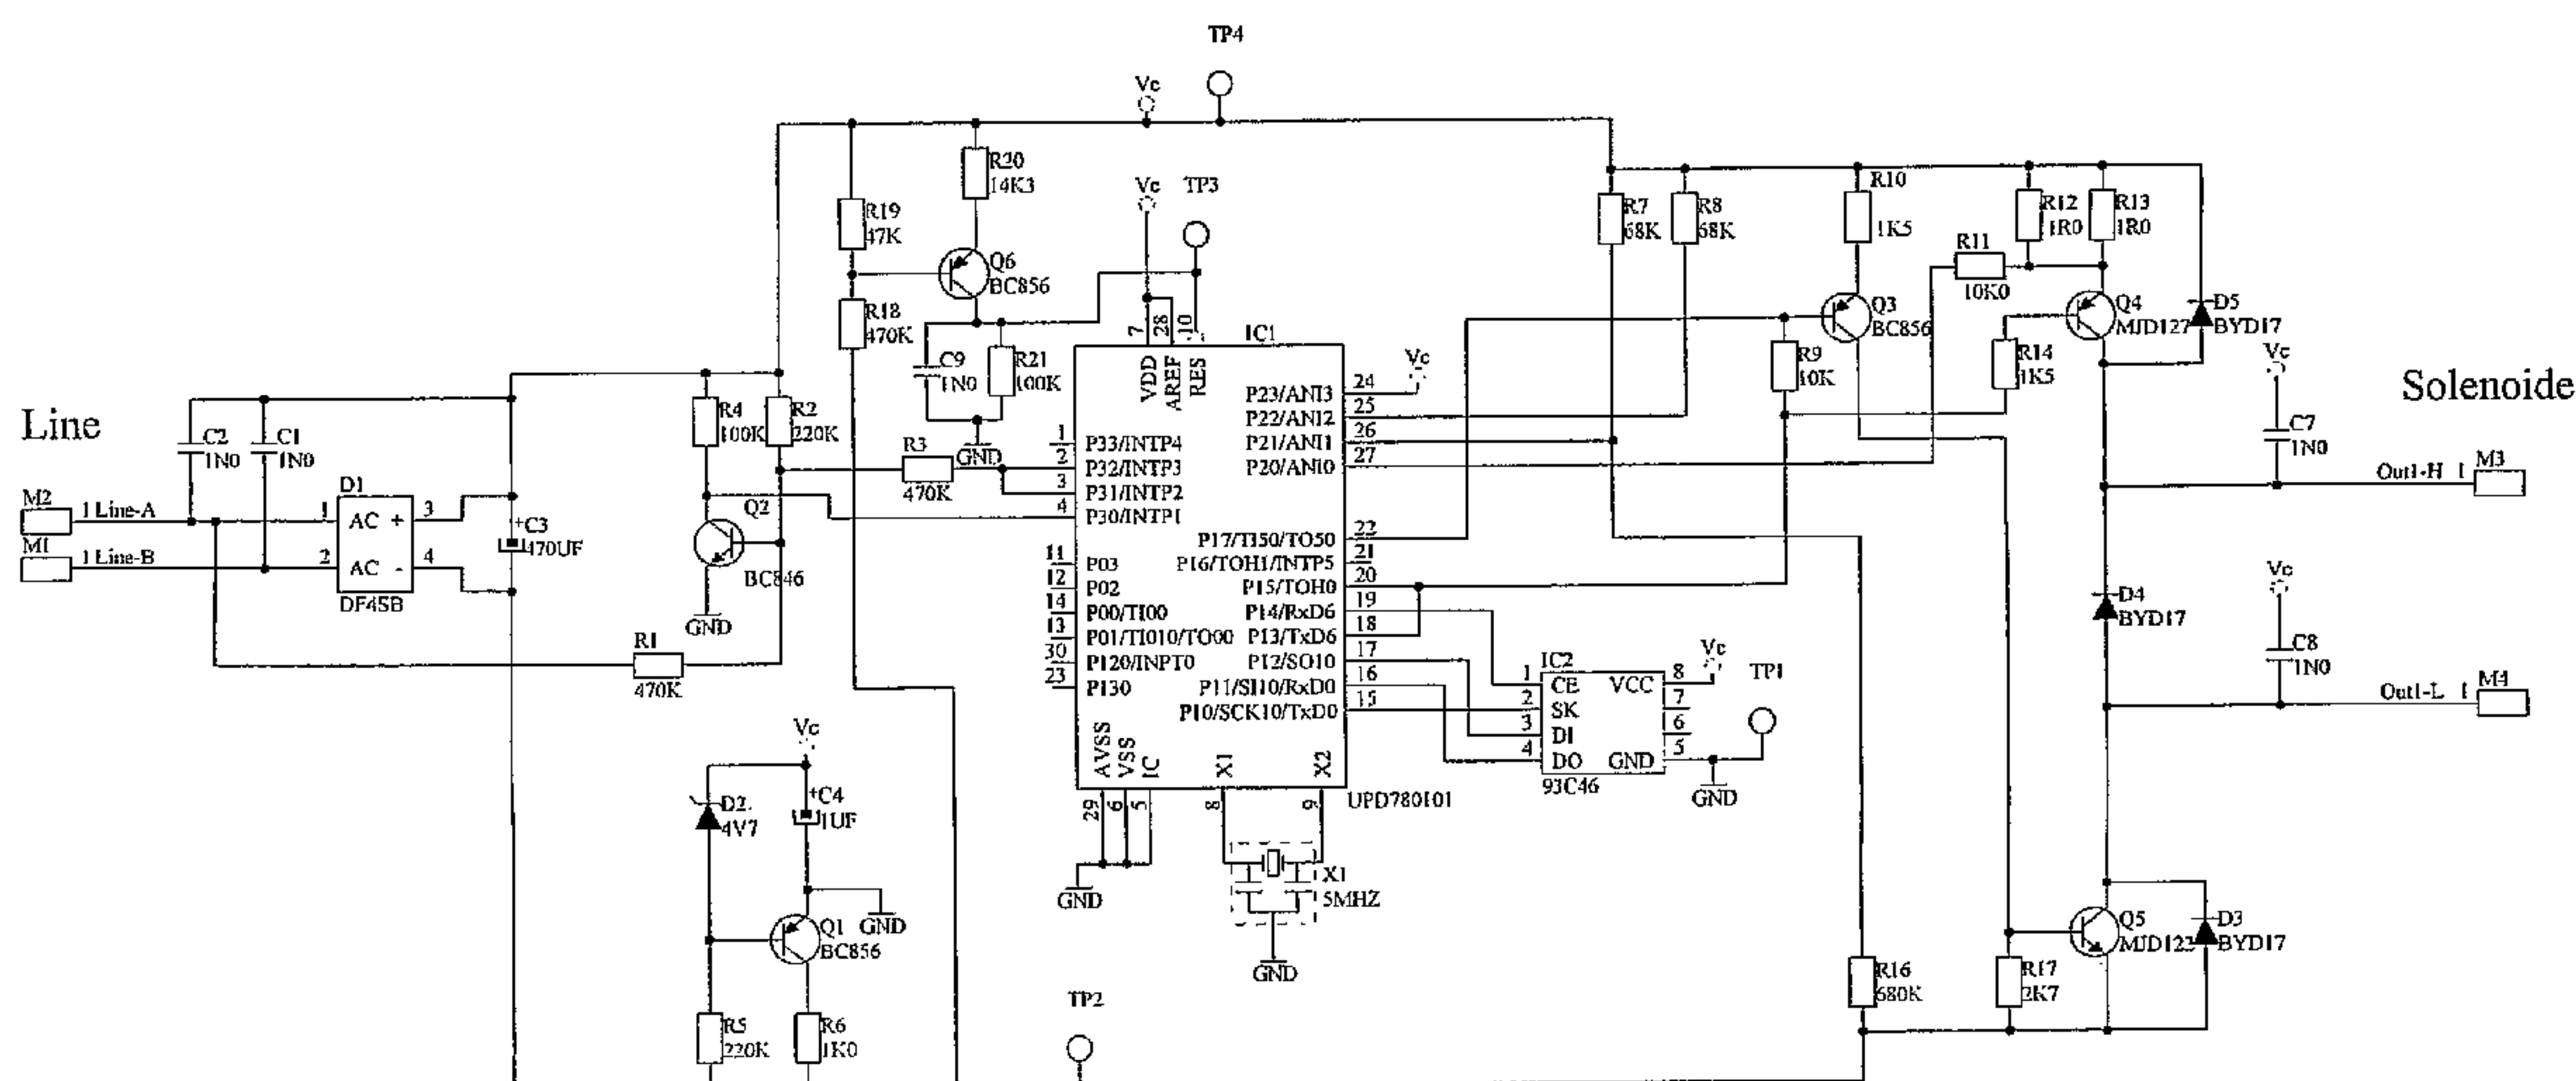 TP4
Vc
R20
14K3
Vc
TP3
R19
47K
Q6
BC856
R18
470K
C9
1N0
R21
100K
GND
7
28
10
VDD
AREF
RES
IC1
R7
68K
R8
68K
R10
1K5
R12
1R0
R13
1R0
R11
10K0
Q3
BC856
Q4
MJD127
D5
BYD17
R9
10K
R14
1K5
Vc
C7
1N0
Solenoide
Out1-H 1
M3
Line
C2
1N0
C1
1N0
R4
100K
R2
220K
R3
470K
M2
1 Line-A
M1
1 Line-B
D1
1 AC + 3
2 AC - 4
DF4SB
+C3
470UF
Q2
BC846
GND
R1
470K
1 P33/INTP4
2 P32/INTP3
3 P31/INTP2
4 P30/INTP1
11 P03
12 P02
14 P00/TI00
13 P01/TI010/TO00
30 P120/INPT0
23 P130
P23/ANI3 24
Vc
P22/ANI2 25
P21/ANI1 26
P20/ANI0 27
P17/TI50/TO50 22
P16/TOH1/INTP5 21
P15/TOH0 20
P14/RxD6 19
P13/TxD6 18
P12/SO10 17
P11/SI10/RxD0 16
P10/SCK10/TxD0 15
AVSS
VSS
IC
X1
X2
29
6
5
8
9
UPD780101
GND
X1
5MHZ
GND
IC2
1 CE VCC 8
2 SK 7
3 DI 6
4 DO GND 5
93C46
Vc
TP1
GND
D4
BYD17
Vc
C8
1N0
Out1-L 1
M4
Vc
D2
4V7
+C4
1UF
Q1
BC856
GND
R5
220K
R6
1K0
TP2
R16
680K
R17
2K7
Q5
MJD122
D3
BYD17